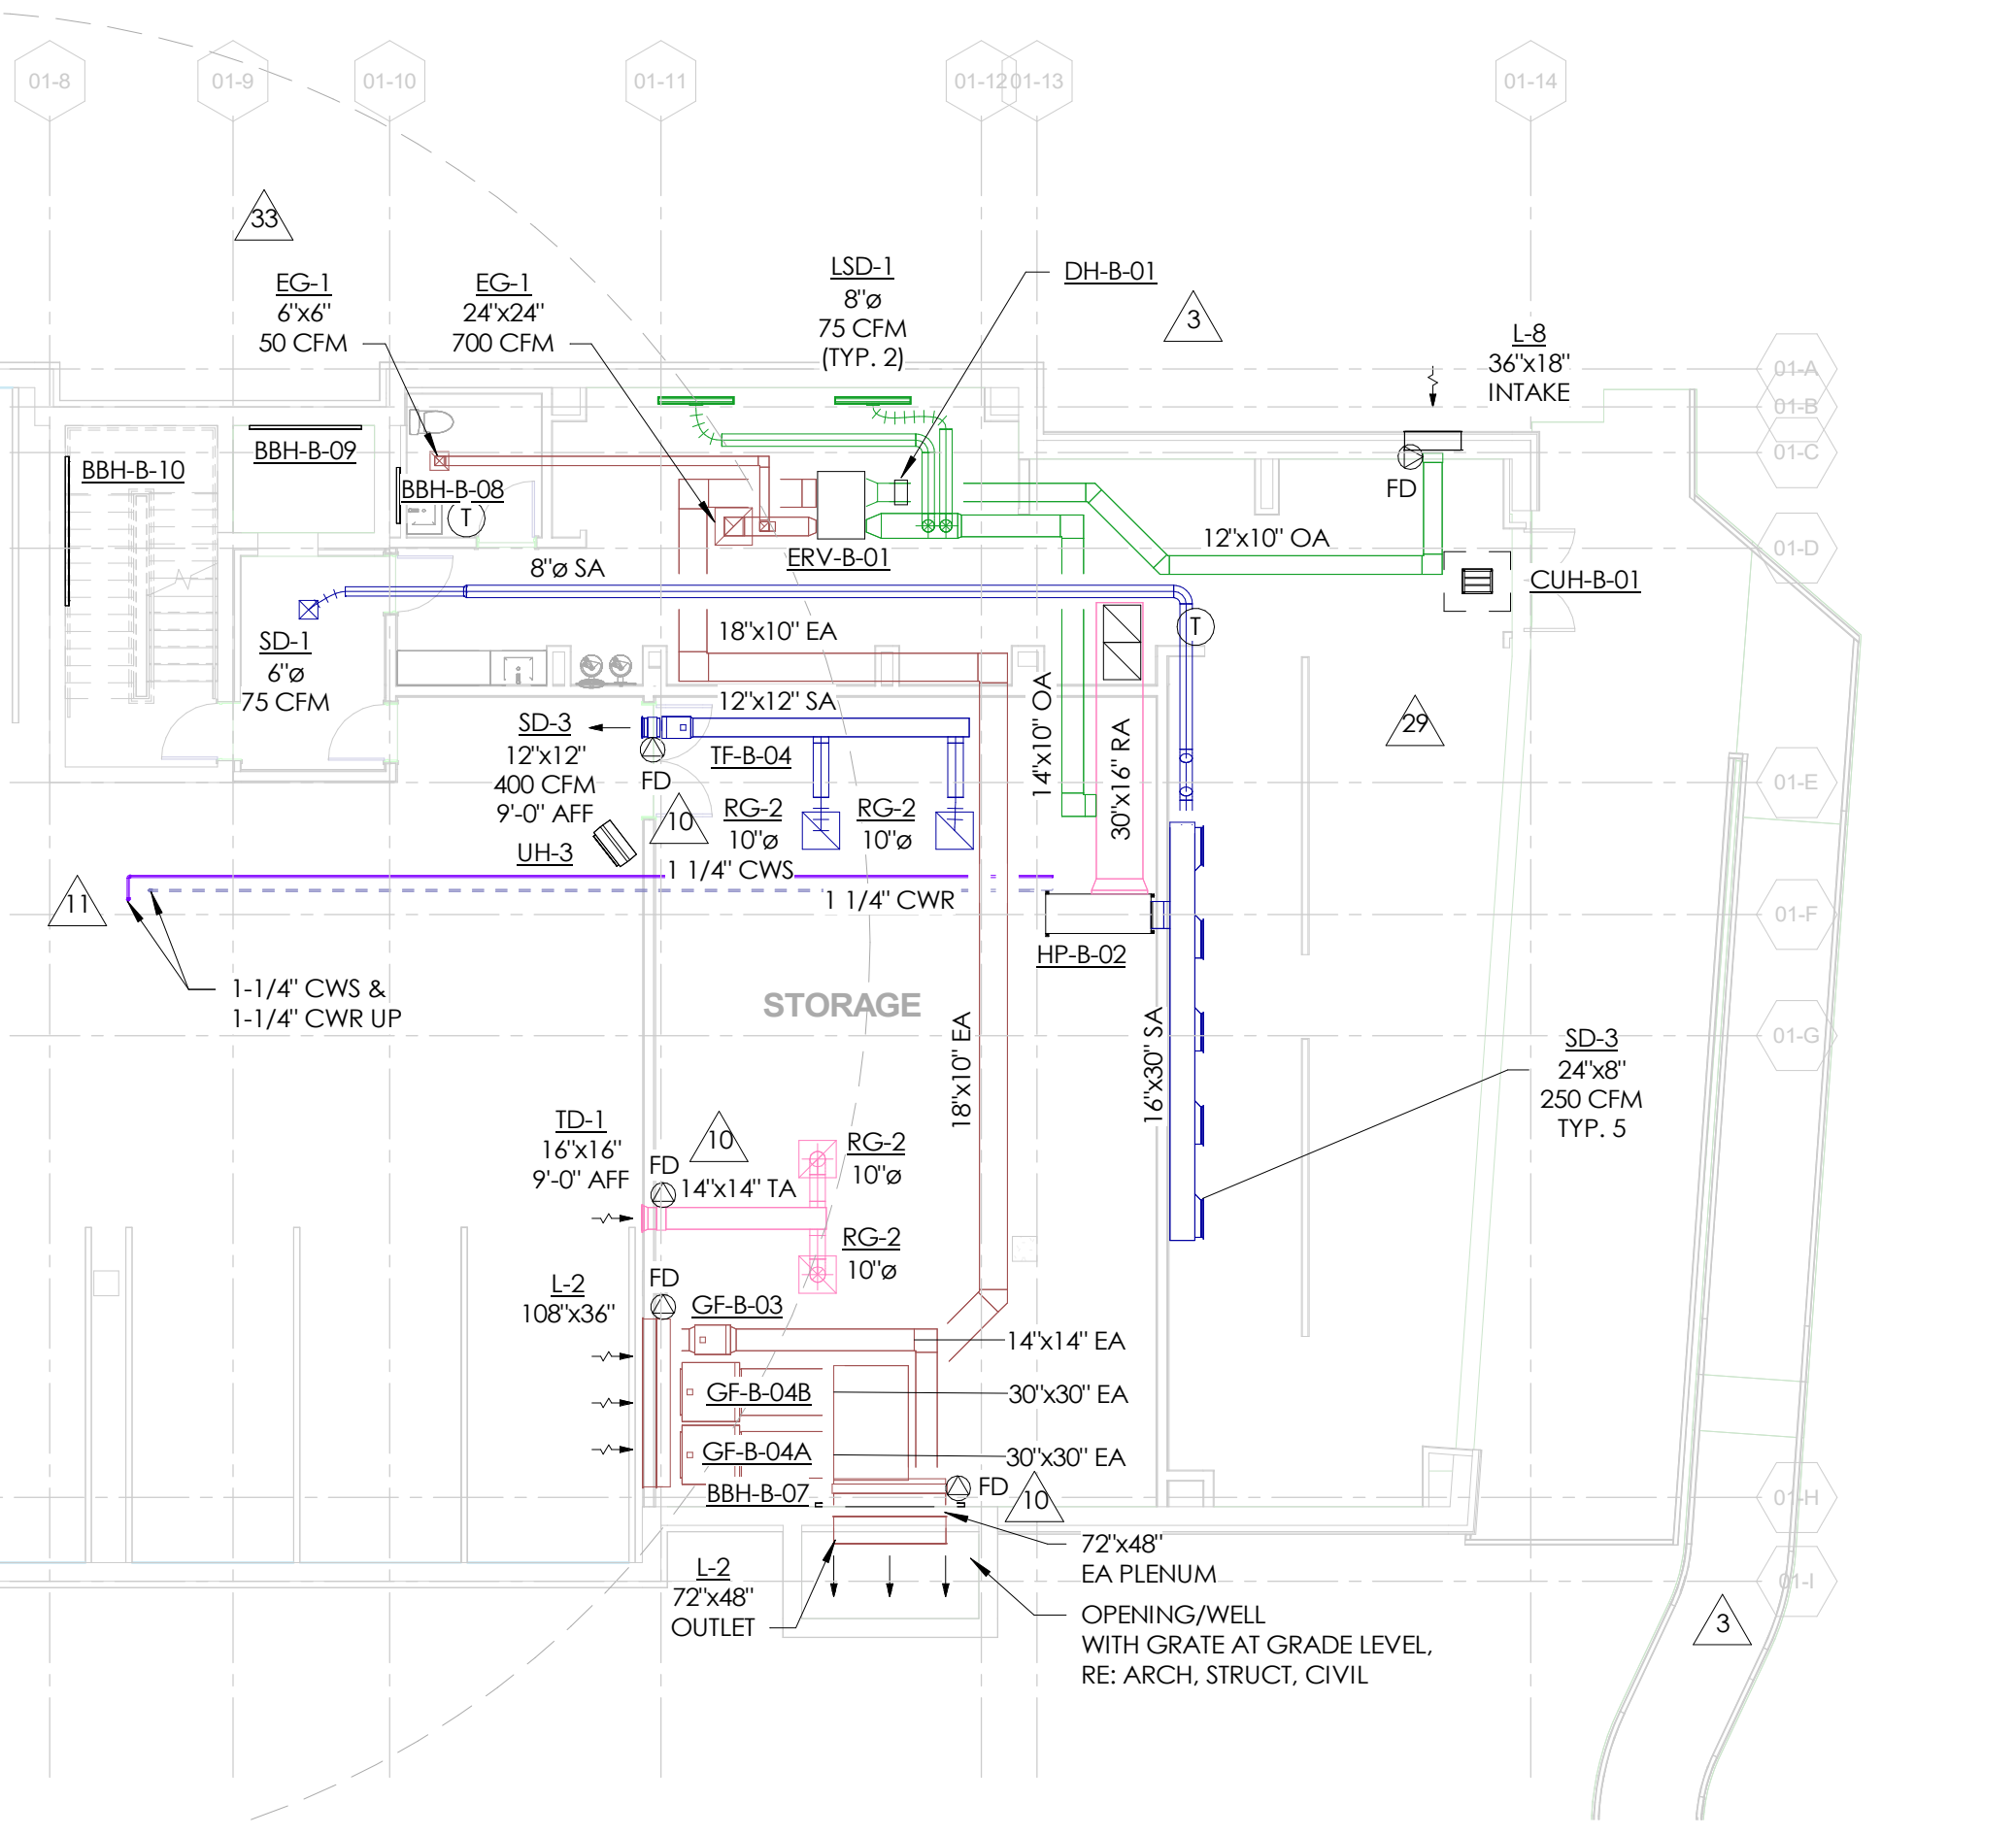 01-8
01-9
01-10
01-11
01-12
01-13
01-14
33
EG-1
6"x6"
50 CFM
EG-1
24"x24"
700 CFM
LSD-1
8"ø
75 CFM
(TYP. 2)
DH-B-01
3
L-8
36"x18"
INTAKE
01-A
01-B
01-C
01-D
01-E
01-F
01-G
01-H
01-I
BBH-B-10
BBH-B-09
BBH-B-08
T
FD
ERV-B-01
12"x10" OA
CUH-B-01
8"ø SA
SD-1
6"ø
75 CFM
18"x10" EA
T
12"x12" SA
SD-3
12"x12"
400 CFM
9'-0" AFF
TF-B-04
FD
10
RG-2
10"ø
RG-2
10"ø
14"x10" OA
30"x16" RA
29
UH-3
1 1/4" CWS
1 1/4" CWR
11
1-1/4" CWS &
1-1/4" CWR UP
HP-B-02
STORAGE
18"x10" EA
16"x30" SA
SD-3
24"x8"
250 CFM
TYP. 5
TD-1
16"x16"
9'-0" AFF
10
FD
14"x14" TA
RG-2
10"ø
RG-2
10"ø
L-2
108"x36"
FD
GF-B-03
14"x14" EA
GF-B-04B
30"x30" EA
GF-B-04A
30"x30" EA
BBH-B-07
FD
10
72"x48"
EA PLENUM
L-2
72"x48"
OUTLET
OPENING/WELL
WITH GRATE AT GRADE LEVEL,
RE: ARCH, STRUCT, CIVIL
3